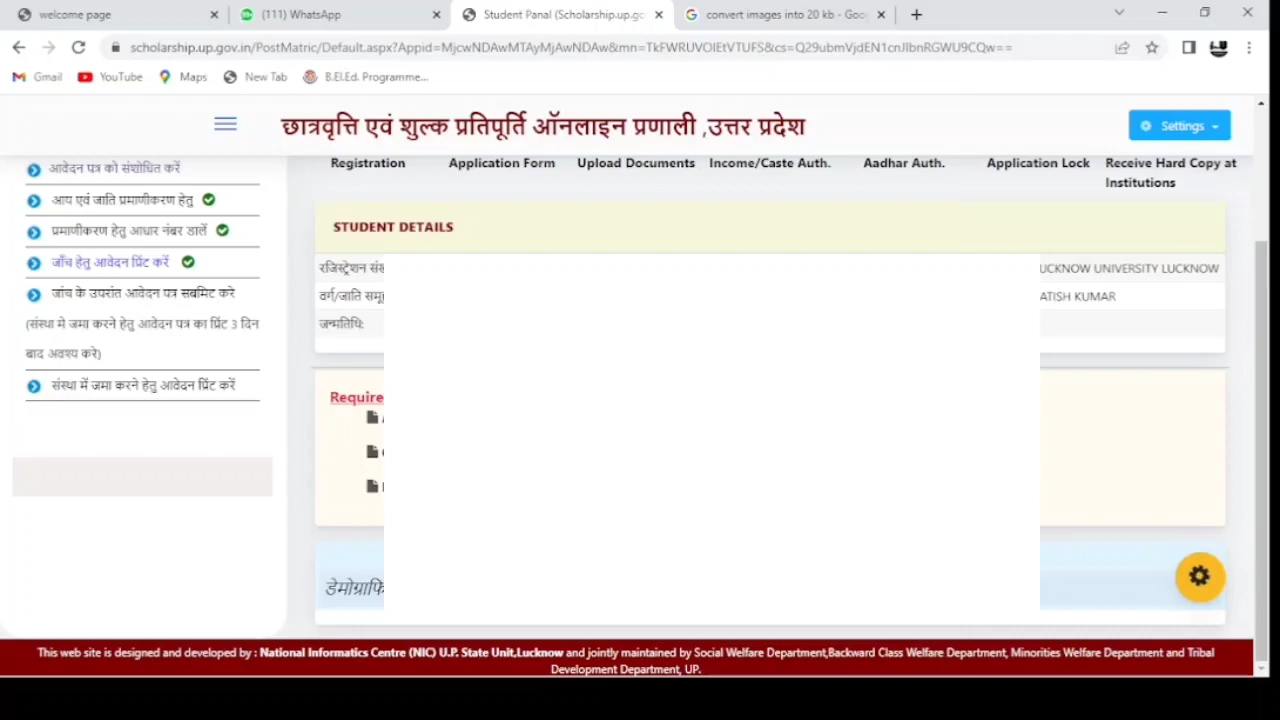 welcome page
(111) WhatsApp
Student Panal (Scholarship.up.go
convert images into 20 kb - Goo
scholarship.up.gov.in/PostMatric/Default.aspx?Appid=MjcwNDAwMTAyMjAwNDAw&mn=TkFWRUVOIEtVTUFS&cs=Q29ubmVjdEN1cnJlbnRGWU9CQw==
Gmail YouTube Maps New Tab B.El.Ed. Programme...
छात्रवृत्ति एवं शुल्क प्रतिपूर्ति ऑनलाइन प्रणाली ,उत्तर प्रदेश
Settings
आवेदन पत्र को संशोधित करें
आय एवं जाति प्रमाणीकरण हेतु
प्रमाणीकरण हेतु आधार नंबर डालें
जाँच हेतु आवेदन प्रिंट करें
जांच के उपरांत आवेदन पत्र सबमिट करे
(संस्था मे जमा करने हेतु आवेदन पत्र का प्रिंट 3 दिन
बाद अवश्य करे)
संस्था में जमा करने हेतु आवेदन प्रिंट करें
Registration Application Form Upload Documents Income/Caste Auth. Aadhar Auth. Application Lock Receive Hard Copy at
Institutions
STUDENT DETAILS
रजिस्ट्रेशन UCKNOW UNIVERSITY LUCKNOW
वर्ग/जाति ATISH KUMAR
जन्मतिथि:
Require
This web site is designed and developed by : National Informatics Centre (NIC) U.P. State Unit,Lucknow and jointly maintained by Social Welfare Department,Backward Class Welfare Department, Minorities Welfare Department and Tribal
Development Department, UP.